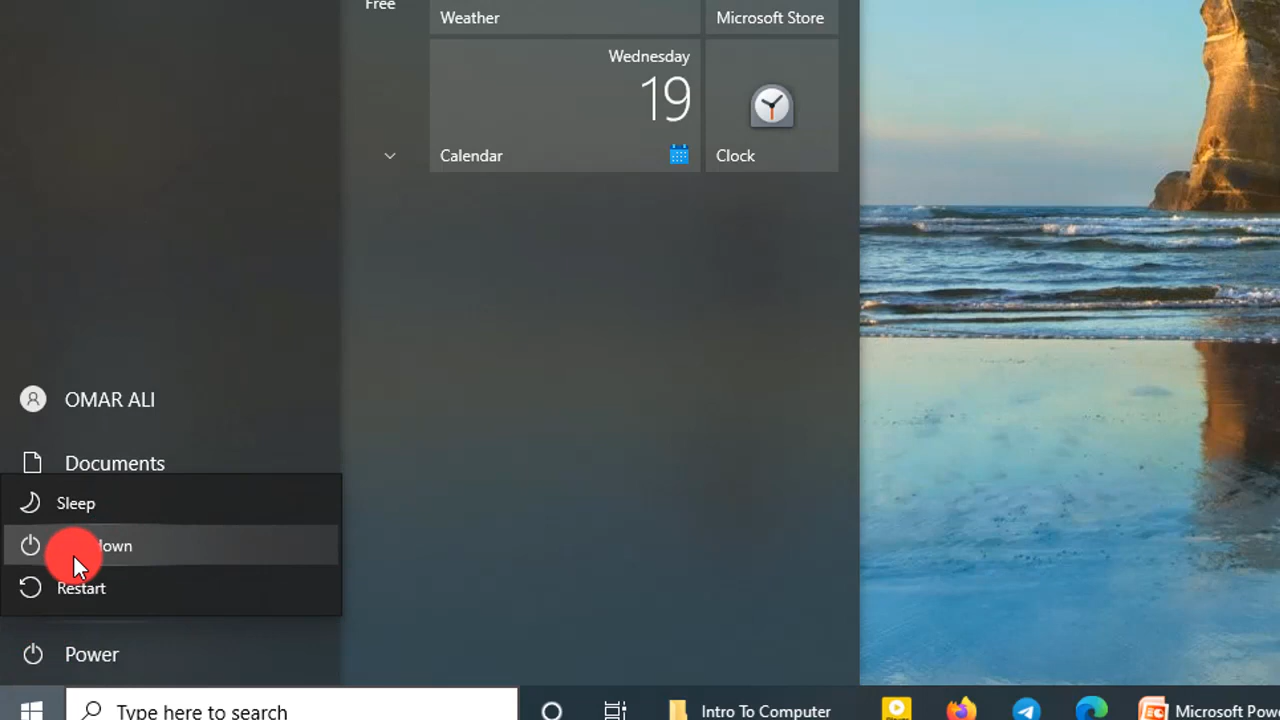 Free
Weather
Microsoft Store
Wednesday
19
Calendar
Clock
OMAR ALI
Documents
Sleep
down
Restart
Power
Type here to search
Intro To Computer
Microsoft Pow